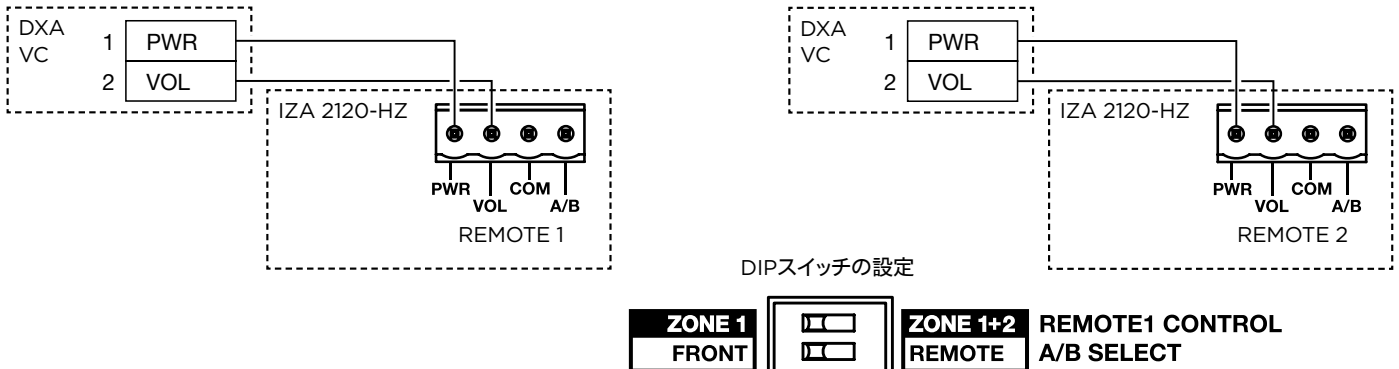 DXA
VC
1 PWR
2 VOL
IZA 2120-HZ
PWR
VOL
COM
A/B
REMOTE 1
DXA
VC
1 PWR
2 VOL
IZA 2120-HZ
PWR
VOL
COM
A/B
REMOTE 2
DIPスイッチの設定
ZONE 1 ZONE 1+2 REMOTE1 CONTROL
FRONT REMOTE A/B SELECT